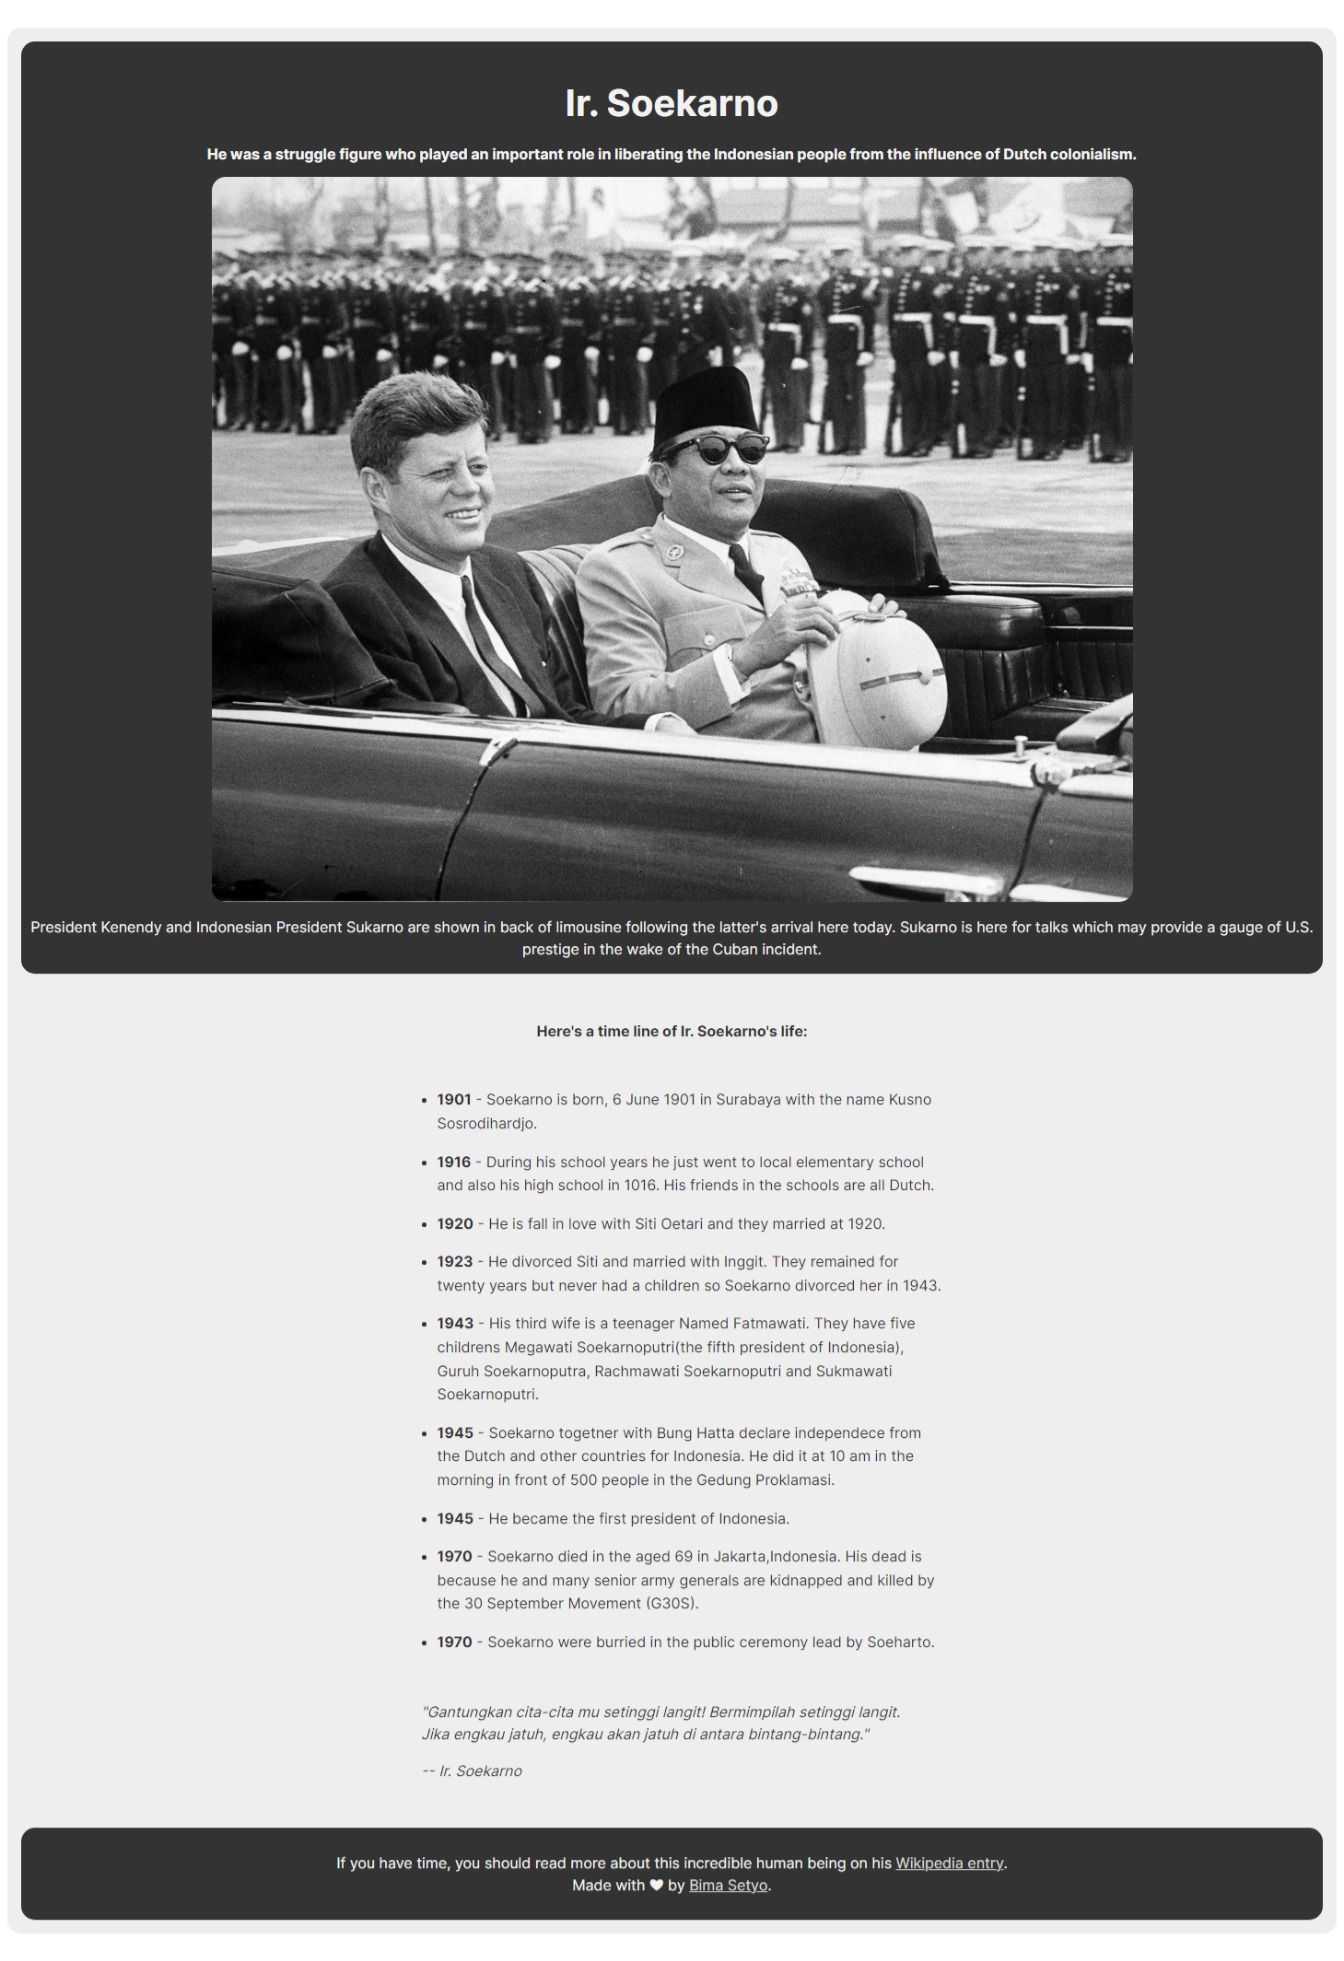 Ir. Soekarno
He was a struggle figure who played an important role in liberating the Indonesian people from the influence of Dutch colonialism.
President Kenendy and Indonesian President Sukarno are shown in back of limousine following the latter's arrival here today. Sukarno is here for talks which may provide a gauge of U.S.
prestige in the wake of the Cuban incident.
Here's a time line of Ir. Soekarno's life:
• 1901 - Soekarno is born, 6 June 1901 in Surabaya with the name Kusno
Sosrodihardjo.
• 1916 - During his school years he just went to local elementary school
and also his high school in 1016. His friends in the schools are all Dutch.
• 1920 - He is fall in love with Siti Oetari and they married at 1920.
• 1923 - He divorced Siti and married with Inggit. They remained for
twenty years but never had a children so Soekarno divorced her in 1943.
• 1943 - His third wife is a teenager Named Fatmawati. They have five
childrens Megawati Soekarnoputri(the fifth president of Indonesia),
Guruh Soekarnoputra, Rachmawati Soekarnoputri and Sukmawati
Soekarnoputri.
• 1945 - Soekarno togetner with Bung Hatta declare independece from
the Dutch and other countries for Indonesia. He did it at 10 am in the
morning in front of 500 people in the Gedung Proklamasi.
• 1945 - He became the first president of Indonesia.
• 1970 - Soekarno died in the aged 69 in Jakarta,Indonesia. His dead is
because he and many senior army generals are kidnapped and killed by
the 30 September Movement (G30S).
• 1970 - Soekarno were burried in the public ceremony lead by Soeharto.
"Gantungkan cita-cita mu setinggi langit! Bermimpilah setinggi langit.
Jika engkau jatuh, engkau akan jatuh di antara bintang-bintang."
-- Ir. Soekarno
If you have time, you should read more about this incredible human being on his Wikipedia entry.
Made with ♥ by Bima Setyo.